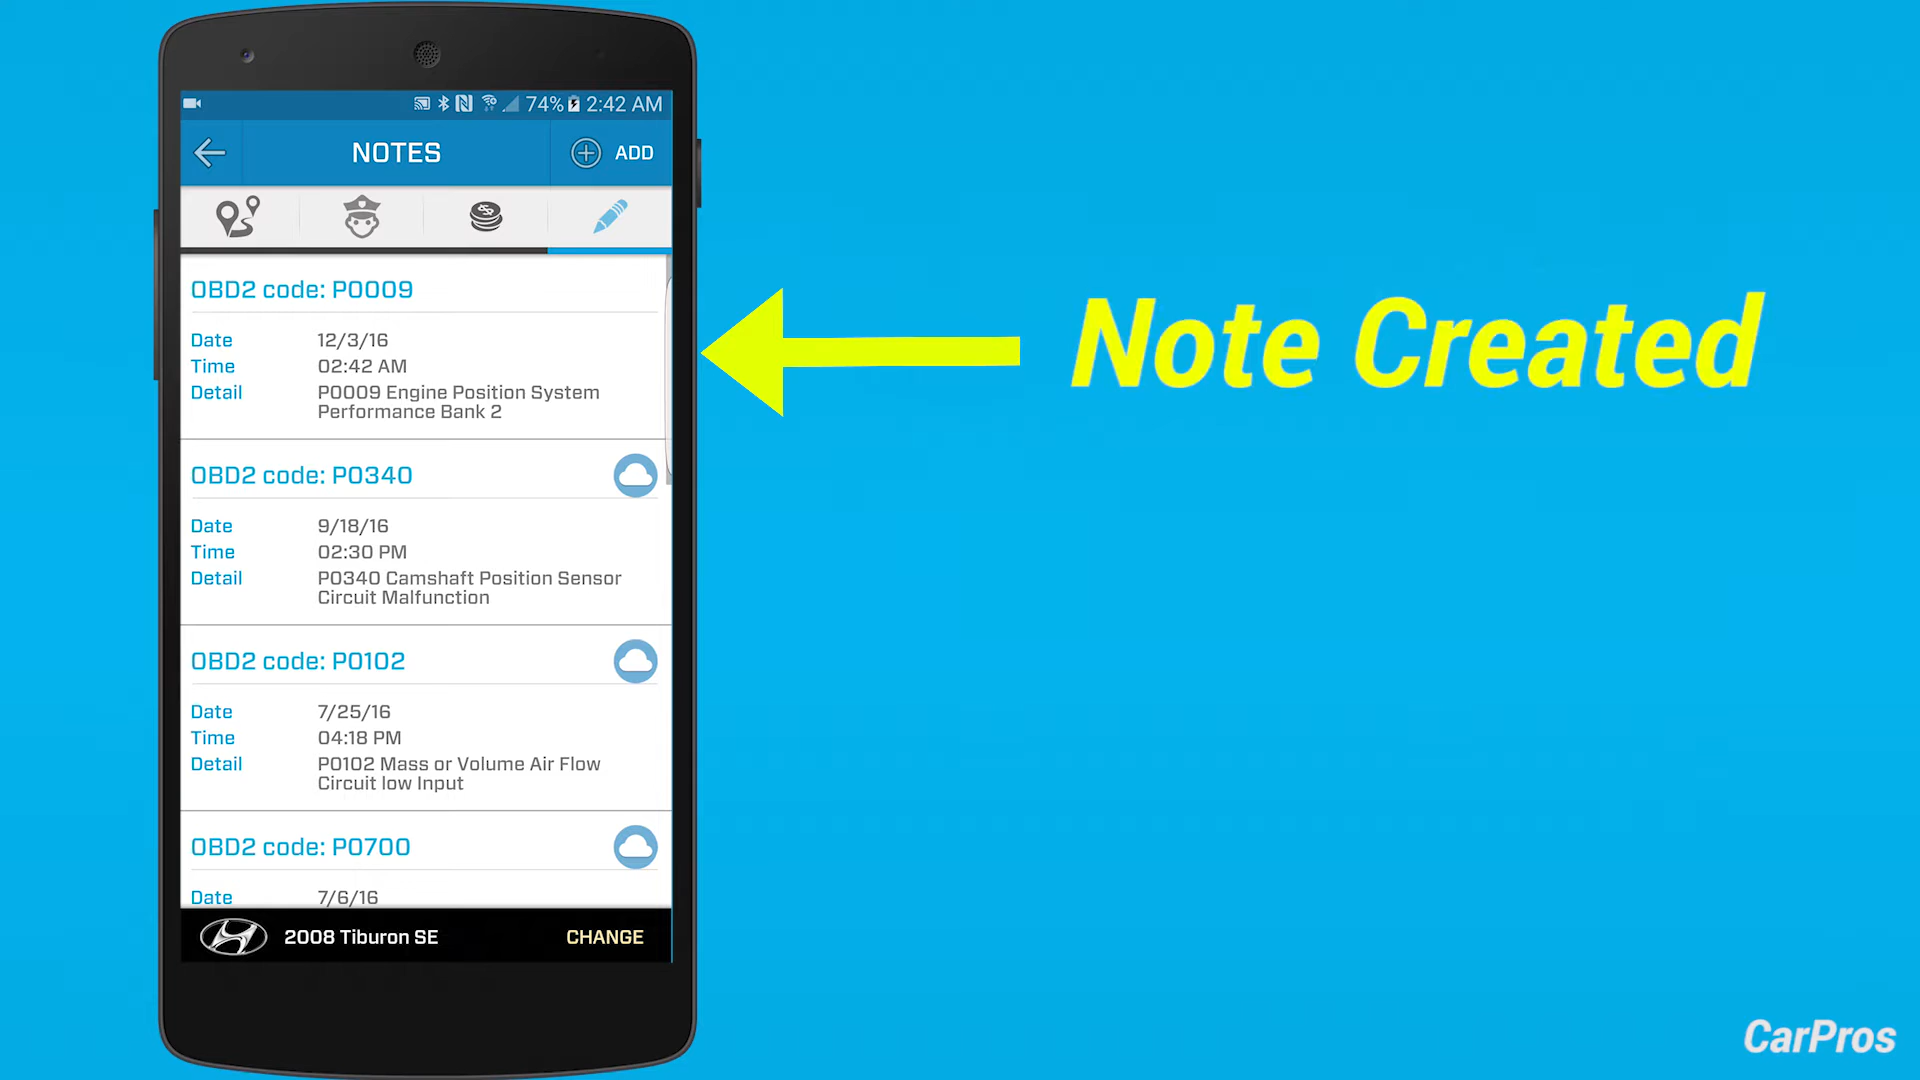 74% 2:42 AM
NOTES
ADD
OBD2 code: P0009
Date 12/3/16
Time 02:42 AM
Detail P0009 Engine Position System
Performance Bank 2
OBD2 code: P0340
Date 9/18/16
Time 02:30 PM
Detail P0340 Camshaft Position Sensor
Circuit Malfunction
OBD2 code: P0102
Date 7/25/16
Time 04:18 PM
Detail P0102 Mass or Volume Air Flow
Circuit low Input
OBD2 code: P0700
Date 7/6/16
2008 Tiburon SE CHANGE
Note Created
CarPros